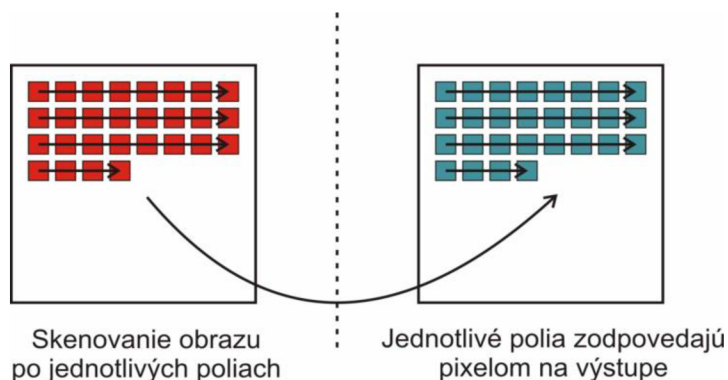 Skenovanie obrazu
po jednotlivých poliach
Jednotlivé polia zodpovedajú
pixelom na výstupe